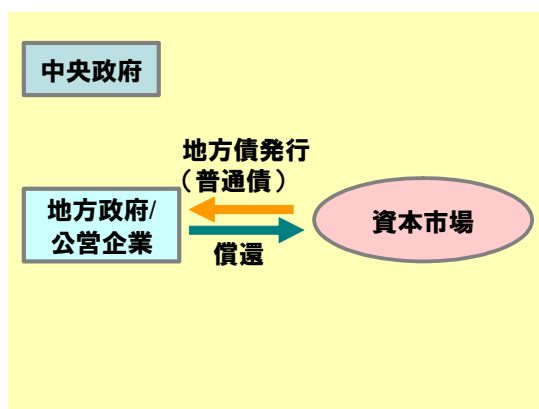 中央政府
地方債発行
（普通債）
地方政府/
公営企業
資本市場
償還